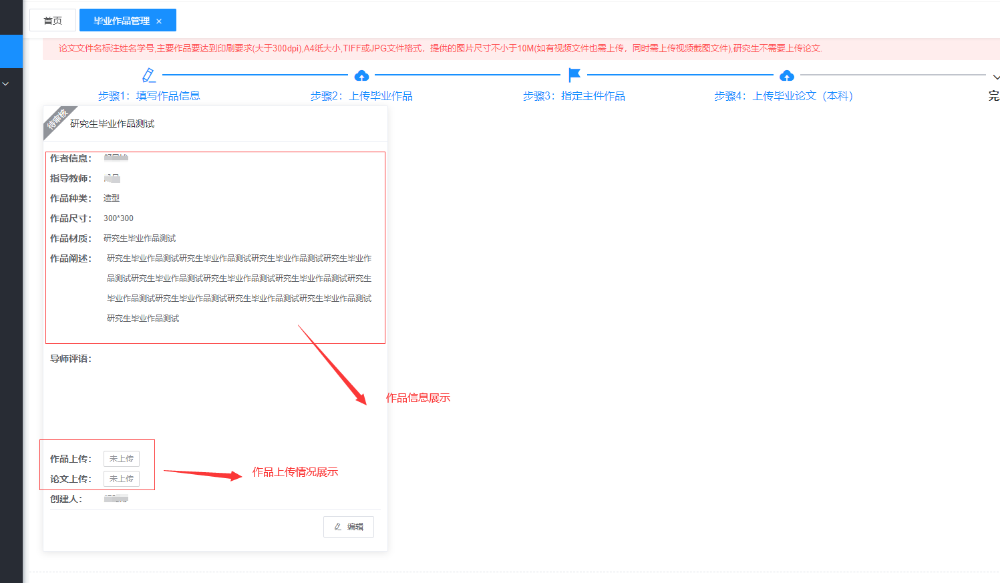 首页
毕业作品管理 ×
论文文件名标注姓名学号,主要作品要达到印刷要求(大于300dpi),A4纸大小,TIFF或JPG文件格式，提供的图片尺寸不小于10M(如有视频文件也需上传，同时需上传视频截图文件),研究生不需要上传论文.
步骤1：填写作品信息
步骤2：上传毕业作品
步骤3：指定主件作品
步骤4：上传毕业论文（本科）
待审核
研究生毕业作品测试
作者信息：
指导教师：
作品种类： 造型
作品尺寸： 300*300
作品材质： 研究生毕业作品测试
作品阐述： 研究生毕业作品测试研究生毕业作品测试研究生毕业作品测试研究生毕业作
品测试研究生毕业作品测试研究生毕业作品测试研究生毕业作品测试研究生
毕业作品测试研究生毕业作品测试研究生毕业作品测试研究生毕业作品测试
研究生毕业作品测试
导师评语：
作品信息展示
作品上传： 未上传
论文上传： 未上传
作品上传情况展示
创建人：
编辑